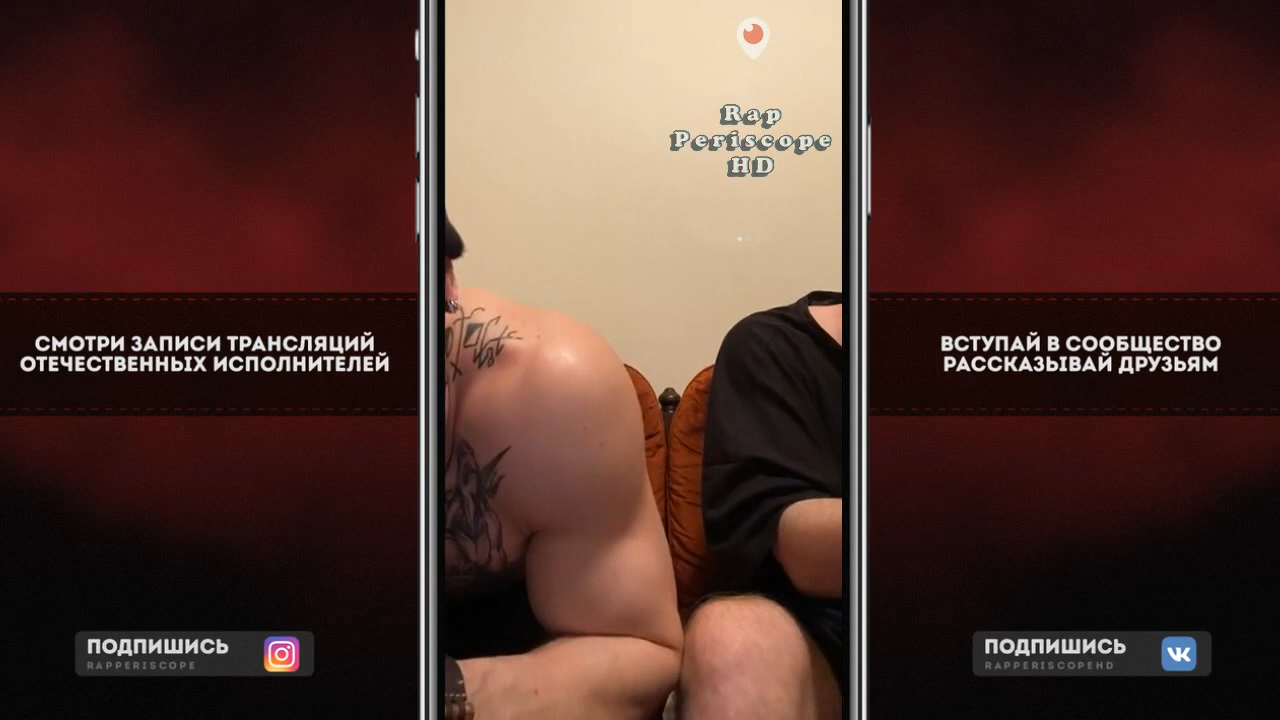 Rap
Periscope
HD
СМОТРИ ЗАПИСИ ТРАНСЛЯЦИЙ
ОТЕЧЕСТВЕННЫХ ИСПОЛНИТЕЛЕЙ
ВСТУПАЙ В СООБЩЕСТВО
РАССКАЗЫВАЙ ДРУЗЬЯМ
ПОДПИШИСЬ
RAPPERISCOPE
ПОДПИШИСЬ
RAPPERISCOPEHD